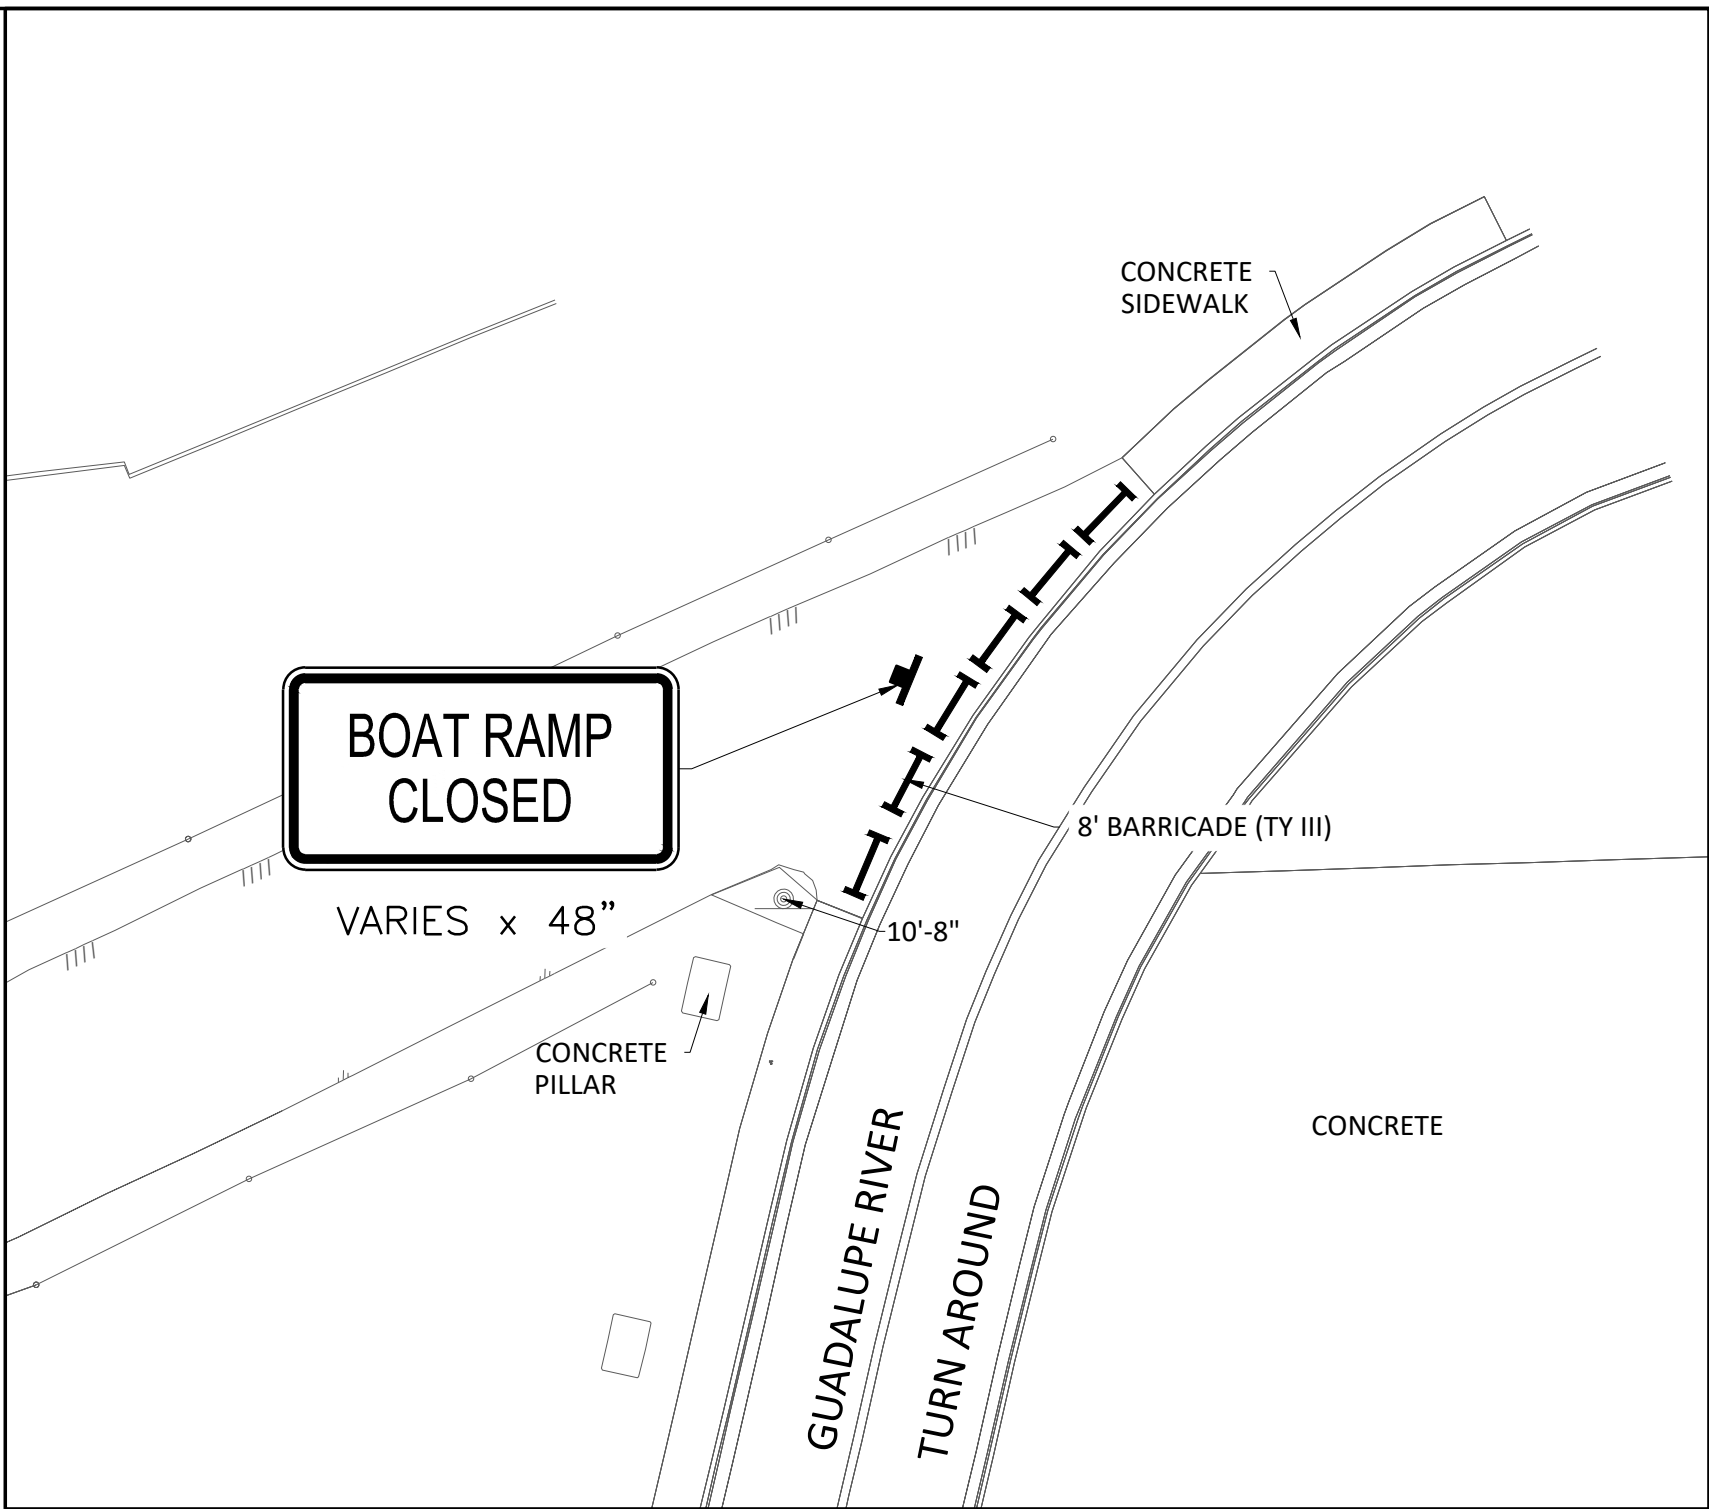 CONCRETE
SIDEWALK
BOAT RAMP
CLOSED
8' BARRICADE (TY III)
VARIES x 48”
10'-8"
CONCRETE
PILLAR
CONCRETE
GUADALUPE RIVER
TURN AROUND